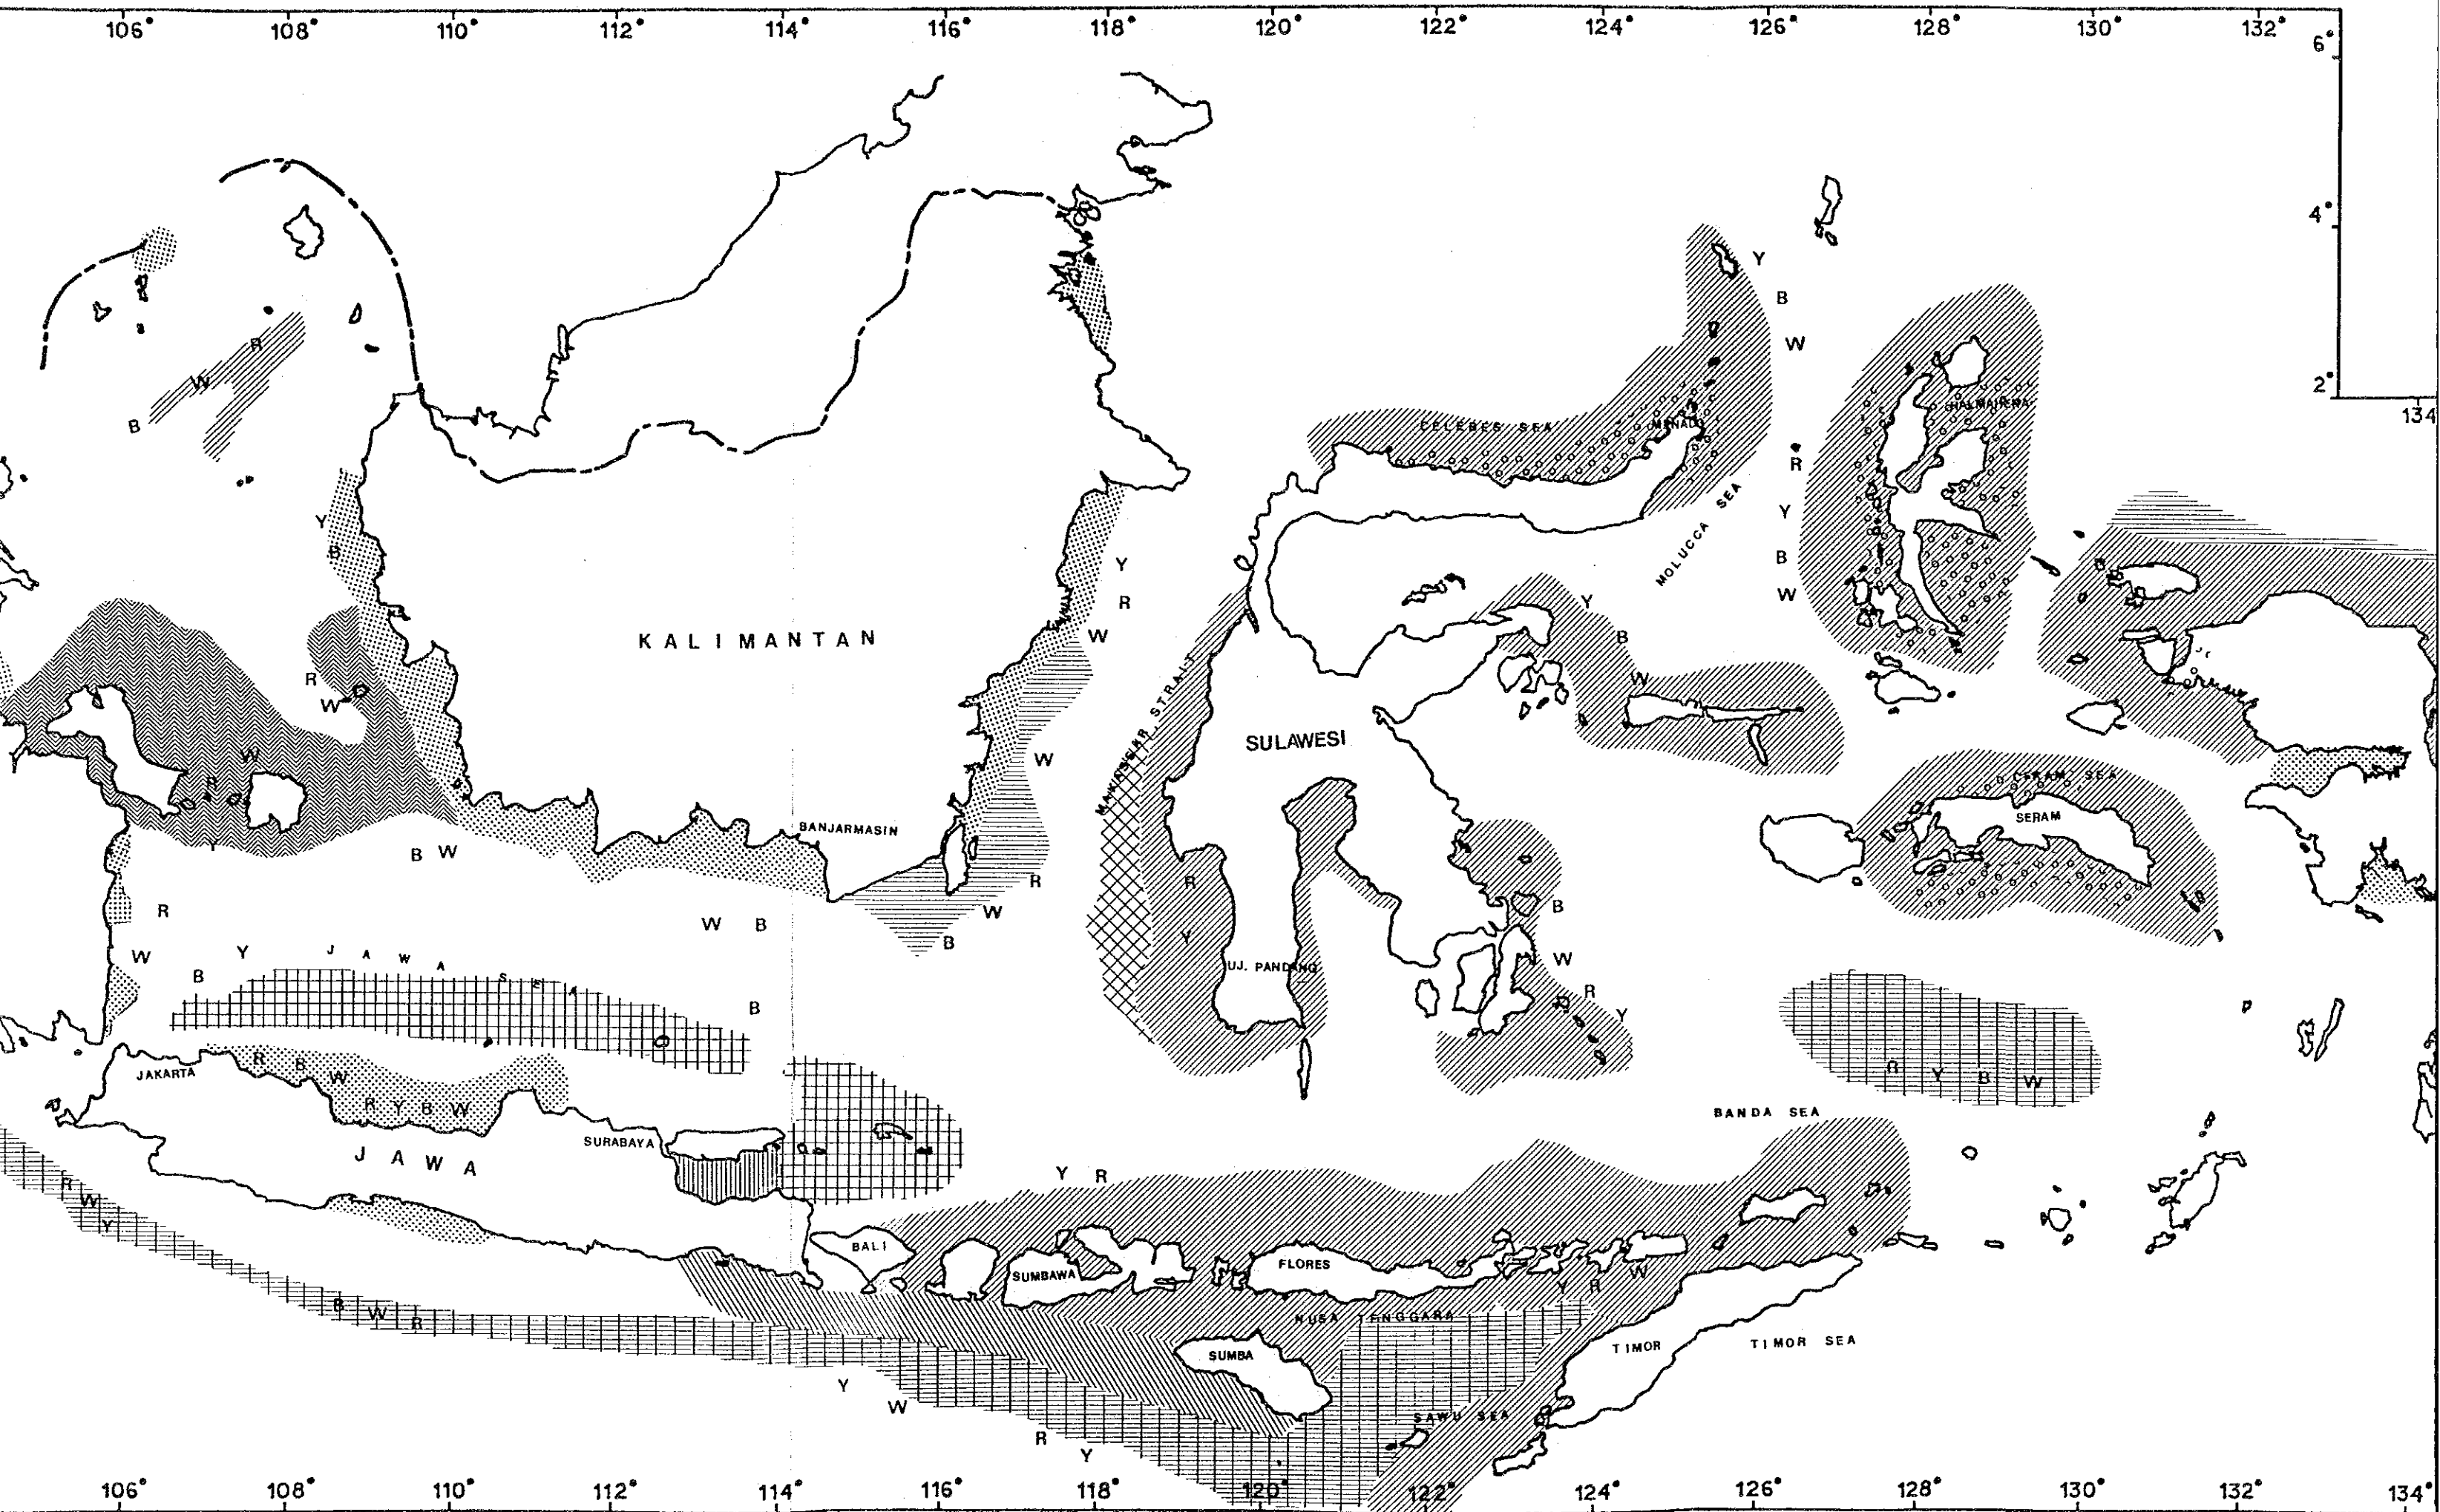 106° 108° 110° 112° 114° 116° 118° 120° 122° 124° 126° 128° 130° 132°
6°
4°
Y
B
W
R
W
B
2°
134
HALMAHERA
CELEBES SEA
MENADO
R
Y
B
W
MOLUCCA SEA
Y
B
Y
R
W
Y
B
W
KALIMANTAN
R
W
MAKASSAR STRAIT
SULAWESI
W
W
CERAM SEA
SERAM
BANJARMASIN
Y
B W
R
R
W
W B
B
R
Y
B
W
R
Y
UJ. PANDANG
R
W
Y
B
JAWA SEA
B
R Y B W
BANDA SEA
JAKARTA
R B W
R Y B W
SURABAYA
JAWA
Y R
R
W
Y
BALI
SUMBAWA
FLORES
Y R W
NUSA TENGGARA
B W R
SUMBA
TIMOR
TIMOR SEA
Y
W
R
Y
SAWU SEA
106° 108° 110° 112° 114° 116° 118° 120° 122° 124° 126° 128° 130° 132° 134°